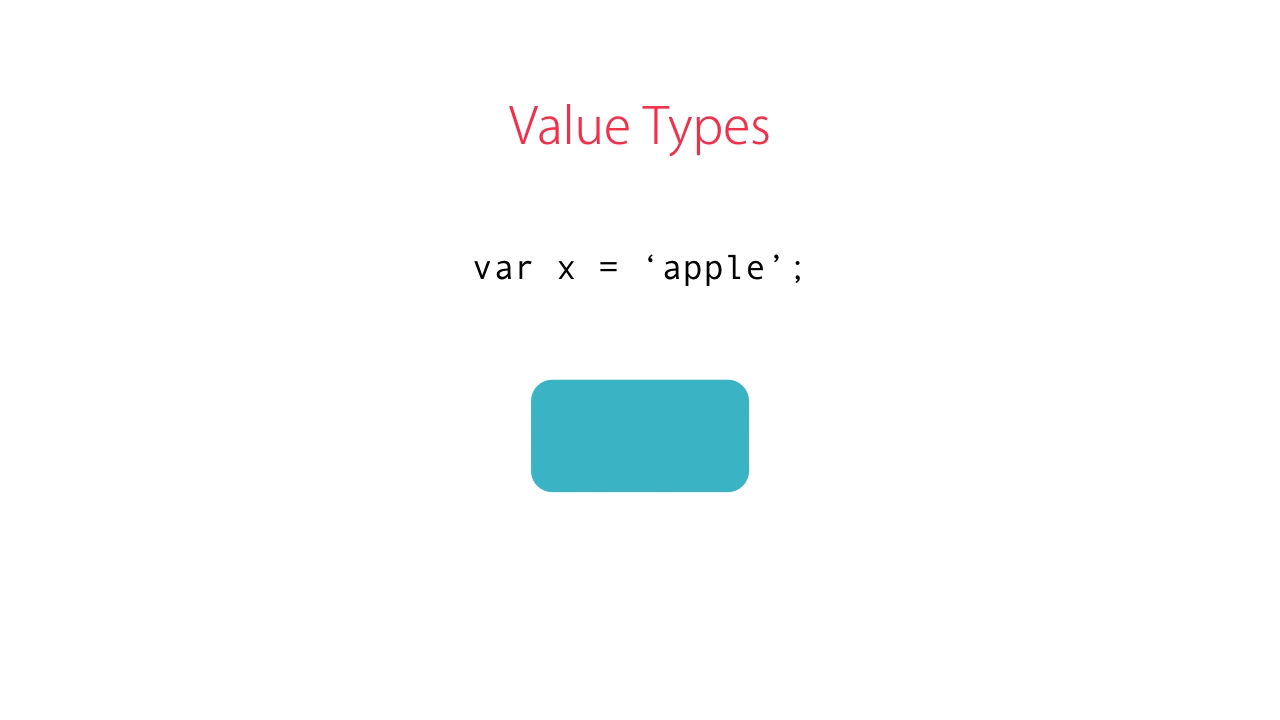 Value Types
var x = ‘apple’;